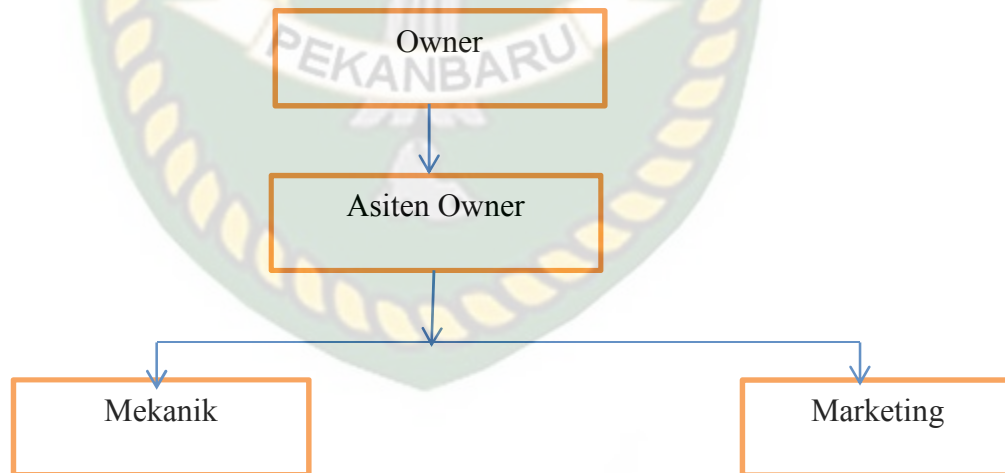 Owner
PEKANBARU
Asiten Owner
Mekanik
Marketing